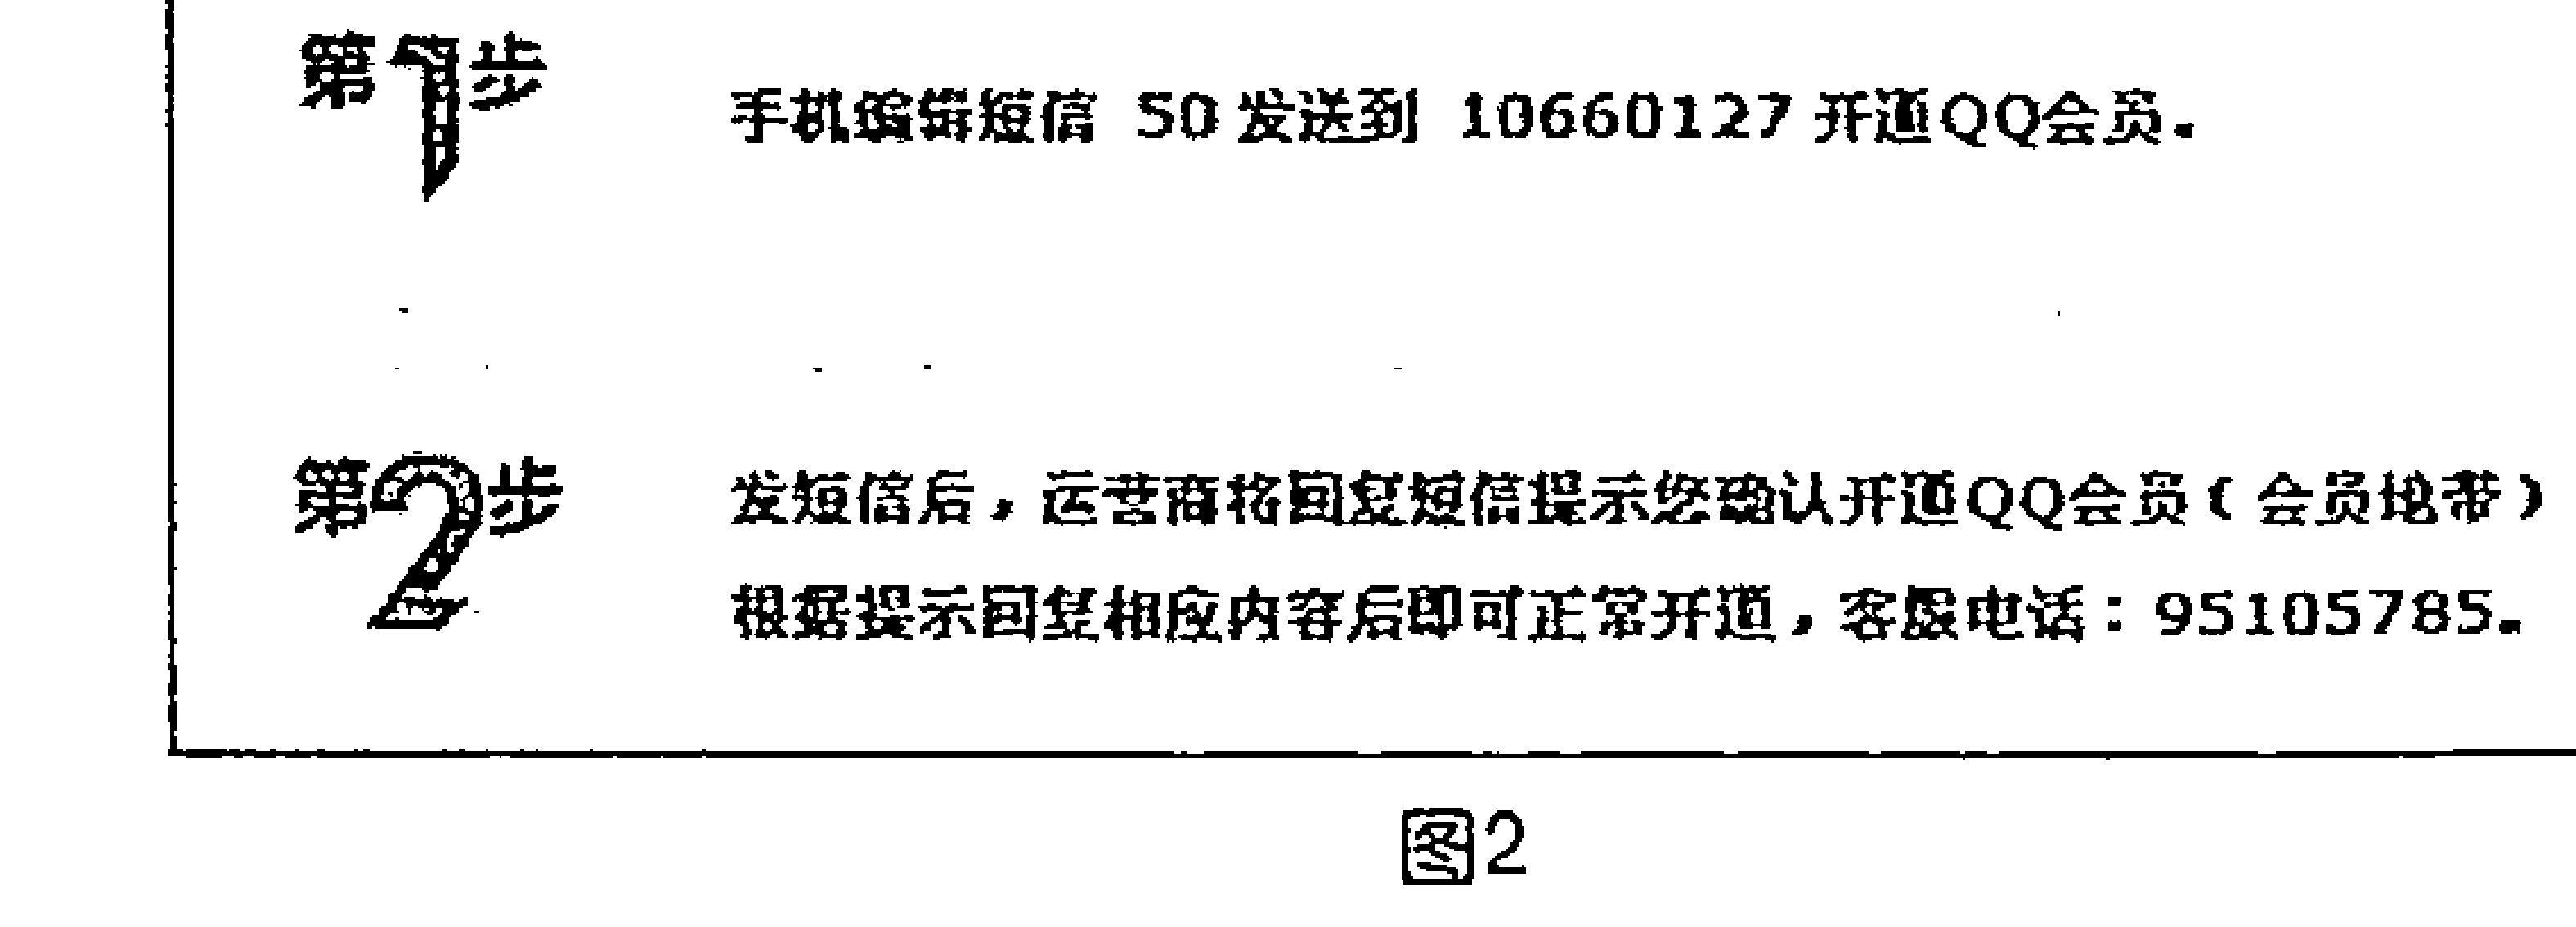 第1步
手机编辑短信 50 发送到 10660127 开通QQ会员.
第2步
发短信后，运营商将回复短信提示您确认开通QQ会员（会员地带）
根据提示回复相应内容后即可正常开通，客服电话：95105785.
图2